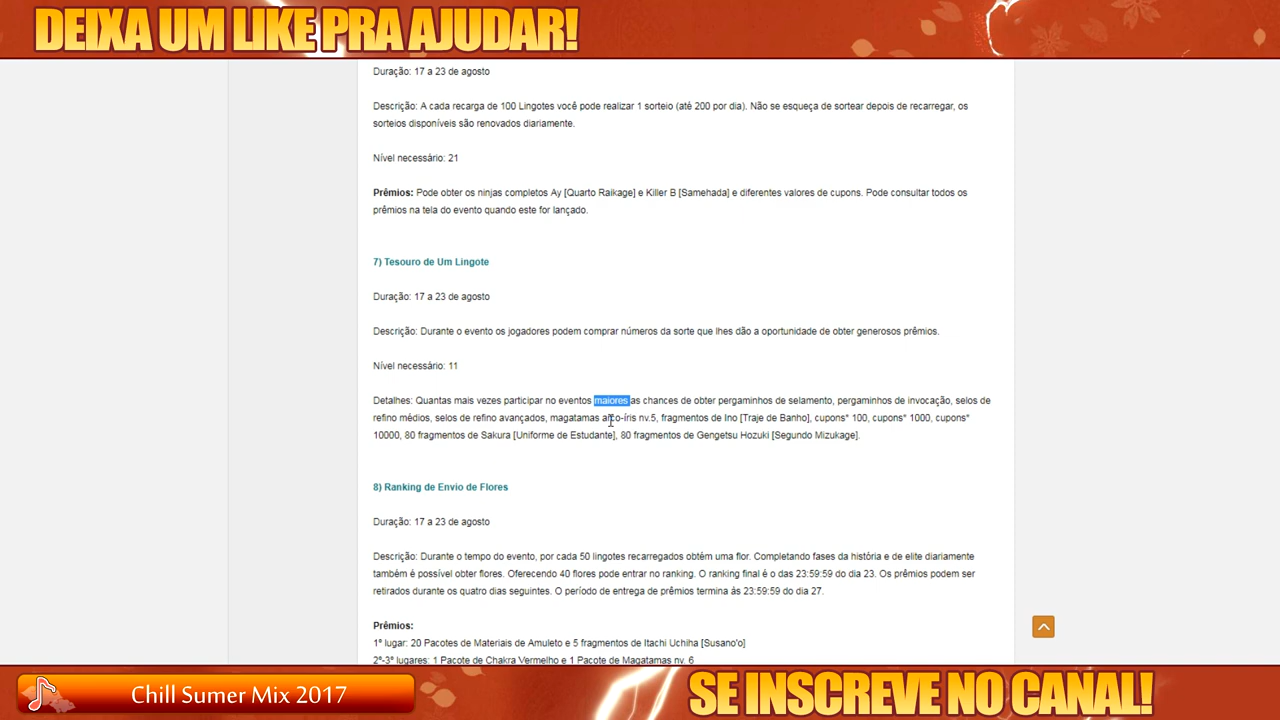 DEIXA UM LIKE PRA AJUDAR!
Duração: 17 a 23 de agosto
Descrição: A cada recarga de 100 Lingotes você pode realizar 1 sorteio (até 200 por dia). Não se esqueça de sortear depois de recarregar, os
sorteios disponíveis são renovados diariamente.
Nível necessário: 21
Prêmios: Pode obter os ninjas completos Ay [Quarto Raikage] e Killer B [Samehada] e diferentes valores de cupons. Pode consultar todos os
prêmios na tela do evento quando este for lançado.
7) Tesouro de Um Lingote
Duração: 17 a 23 de agosto
Descrição: Durante o evento os jogadores podem comprar números da sorte que lhes dão a oportunidade de obter generosos prêmios.
Nível necessário: 11
Detalhes: Quantas mais vezes participar no eventos maiores as chances de obter pergaminhos de selamento, pergaminhos de invocação, selos de
refino médios, selos de refino avançados, magatamas arco-íris nv.5, fragmentos de Ino [Traje de Banho], cupons* 100, cupons* 1000, cupons*
10000, 80 fragmentos de Sakura [Uniforme de Estudante], 80 fragmentos de Gengetsu Hozuki [Segundo Mizukage].
8) Ranking de Envio de Flores
Duração: 17 a 23 de agosto
Descrição: Durante o tempo do evento, por cada 50 lingotes recarregados obtém uma flor. Completando fases da história e de elite diariamente
também é possível obter flores. Oferecendo 40 flores pode entrar no ranking. O ranking final é o das 23:59:59 do dia 23. Os prêmios podem ser
retirados durante os quatro dias seguintes. O período de entrega de prêmios termina ás 23:59:59 do dia 27.
Prêmios:
1º lugar: 20 Pacotes de Materiais de Amuleto e 5 fragmentos de Itachi Uchiha [Susano'o]
2º-3º lugares: 1 Pacote de Chakra Vermelho e 1 Pacote de Magatamas nv. 6
Chill Sumer Mix 2017
SE INSCREVE NO CANAL!